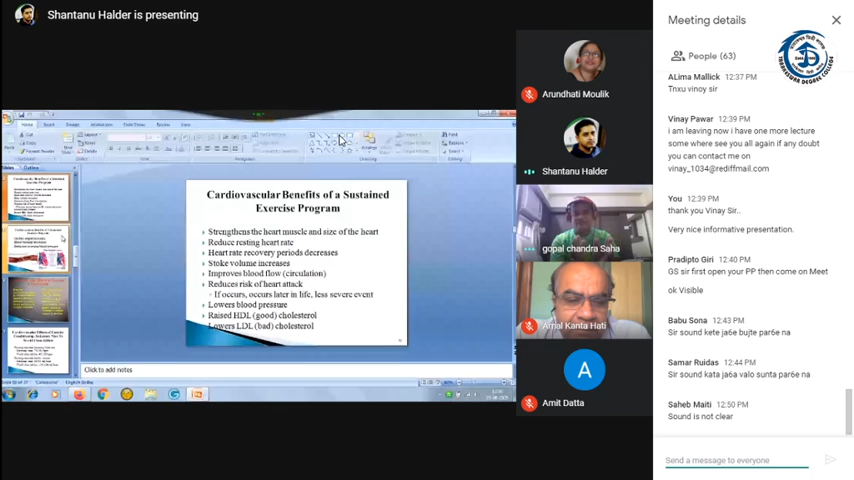 Shantanu Halder is presenting
Meeting details
People (63)
ALima Mallick 12:37 PM
Tnxu vinoy sir
Vinay Pawar 12:39 PM
i am leaving now i have one more lecture
some where see you all again if any doubt
you can contact me on
vinay_1034@rediffmail.com
You 12:39 PM
thank you Vinay Sir..
Very nice informative presentation.
Pradipto Giri 12:40 PM
GS sir first open your PP then come on Meet
ok Visible
Babu Sona 12:43 PM
Sir sound kete ja6e bujte par6e na
Samar Ruidas 12:44 PM
Sir sound kata ja6a valo sunta par6e na
Saheb Maiti 12:50 PM
Sound is not clear
Send a message to everyone
Arundhati Moulik
Shantanu Halder
gopal chandra Saha
Amal Kanta Hati
A
Amit Datta
Slides Outline
Cardiovascular Benefits of a Sustained
Exercise Program
Strengthens the heart muscle and size of the heart
Reduce resting heart rate
Heart rate recovery periods decreases
Stoke volume increases
Improves blood flow (circulation)
Reduces risk of heart attack
If occurs, occurs later in life, less severe event
Lowers blood pressure
Raised HDL (good) cholesterol
Lowers LDL (bad) cholesterol
Click to add notes